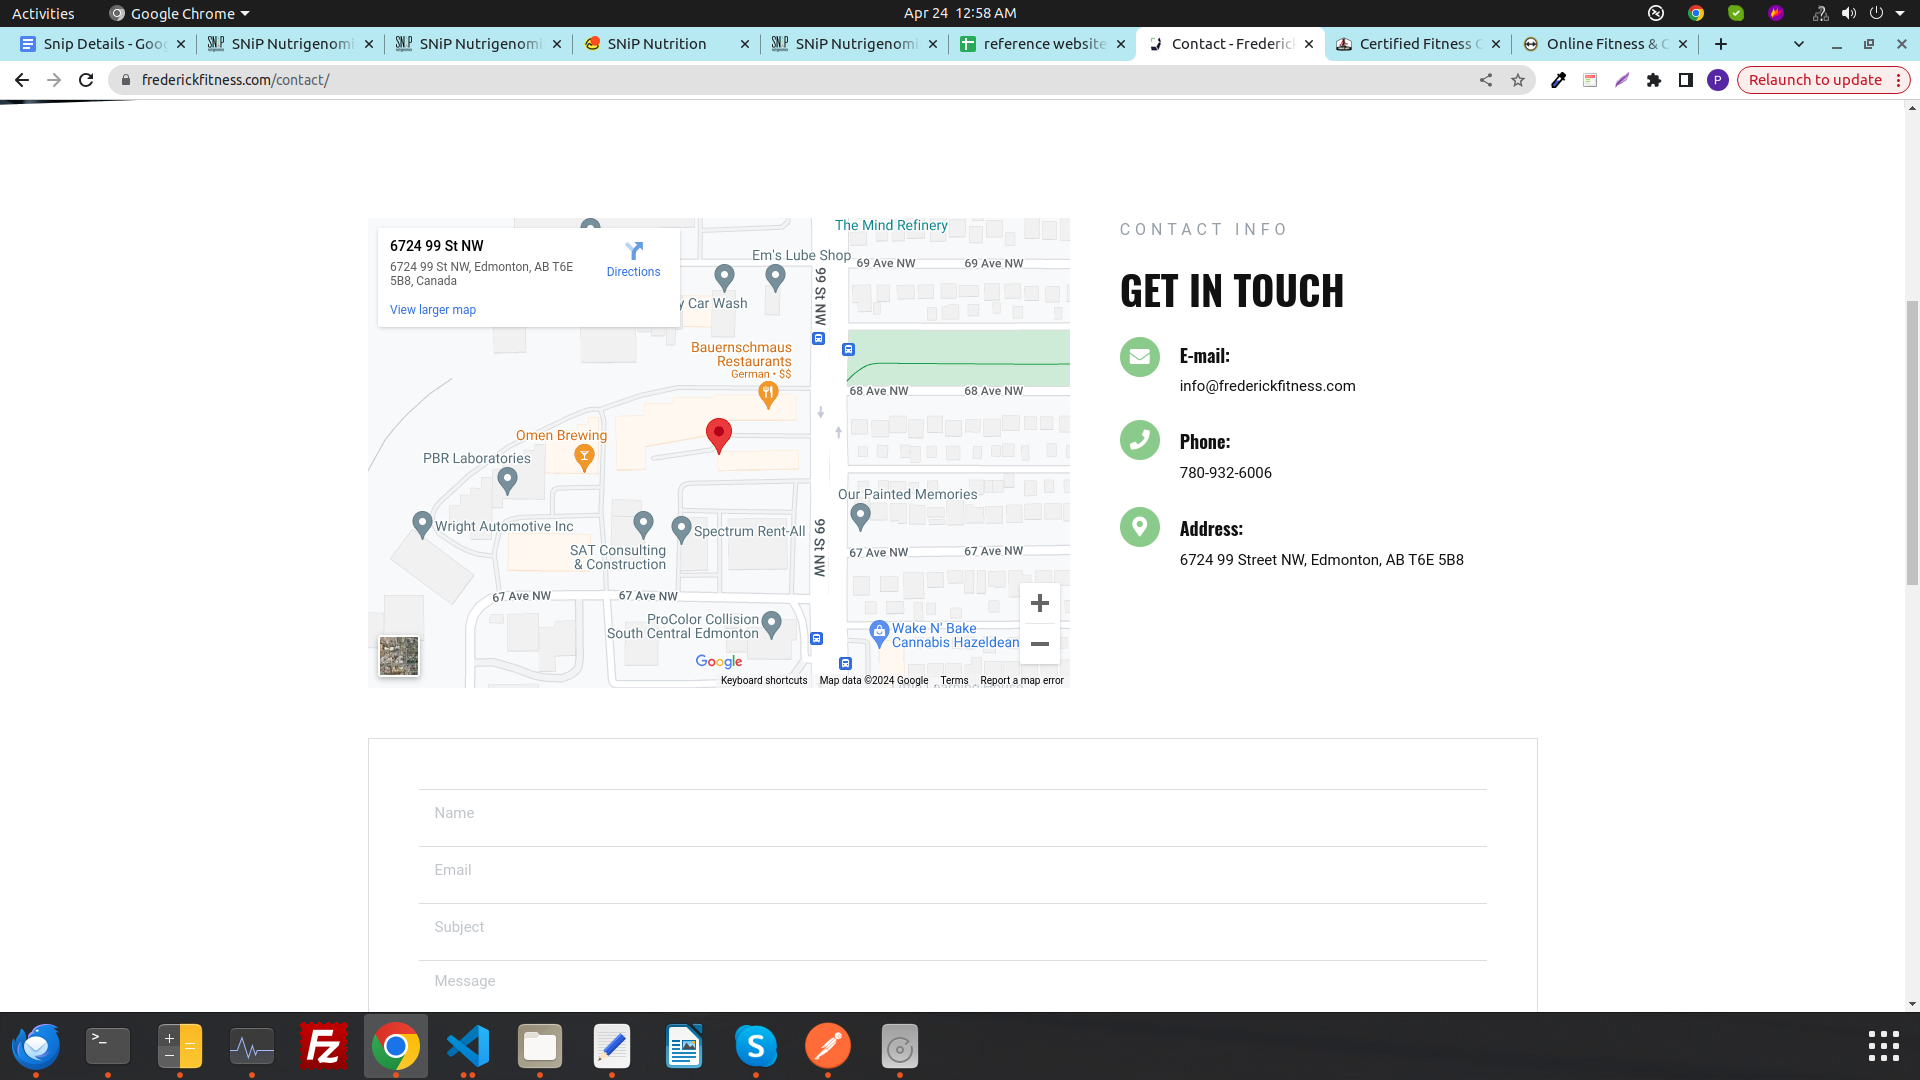 Activities
Google Chrome
Apr 24 12:58 AM
Snip Details - Goo
SNiP Nutrigenomi
SNiP Nutrigenomi
SNiP Nutrition
SNiP Nutrigenomi
reference website
Contact - Frederic
Certified Fitness C
Online Fitness & C
frederickfitness.com/contact/
P
Relaunch to update
6724 99 St NW
6724 99 St NW, Edmonton, AB T6E
5B8, Canada
Directions
View larger map
The Mind Refinery
Em's Lube Shop
69 Ave NW
69 Ave NW
99 St NW
y Car Wash
Bauernschmaus
Restaurants
German • $$
68 Ave NW
68 Ave NW
Omen Brewing
PBR Laboratories
Our Painted Memories
Wright Automotive Inc
Spectrum Rent-All
99 St NW
SAT Consulting
& Construction
67 Ave NW
67 Ave NW
67 Ave NW
67 Ave NW
ProColor Collision
South Central Edmonton
Wake N' Bake
Cannabis Hazeldean
Google
Keyboard shortcuts
Map data ©2024 Google
Terms
Report a map error
CONTACT INFO
GET IN TOUCH
E-mail:
info@frederickfitness.com
Phone:
780-932-6006
Address:
6724 99 Street NW, Edmonton, AB T6E 5B8
Name
Email
Subject
Message